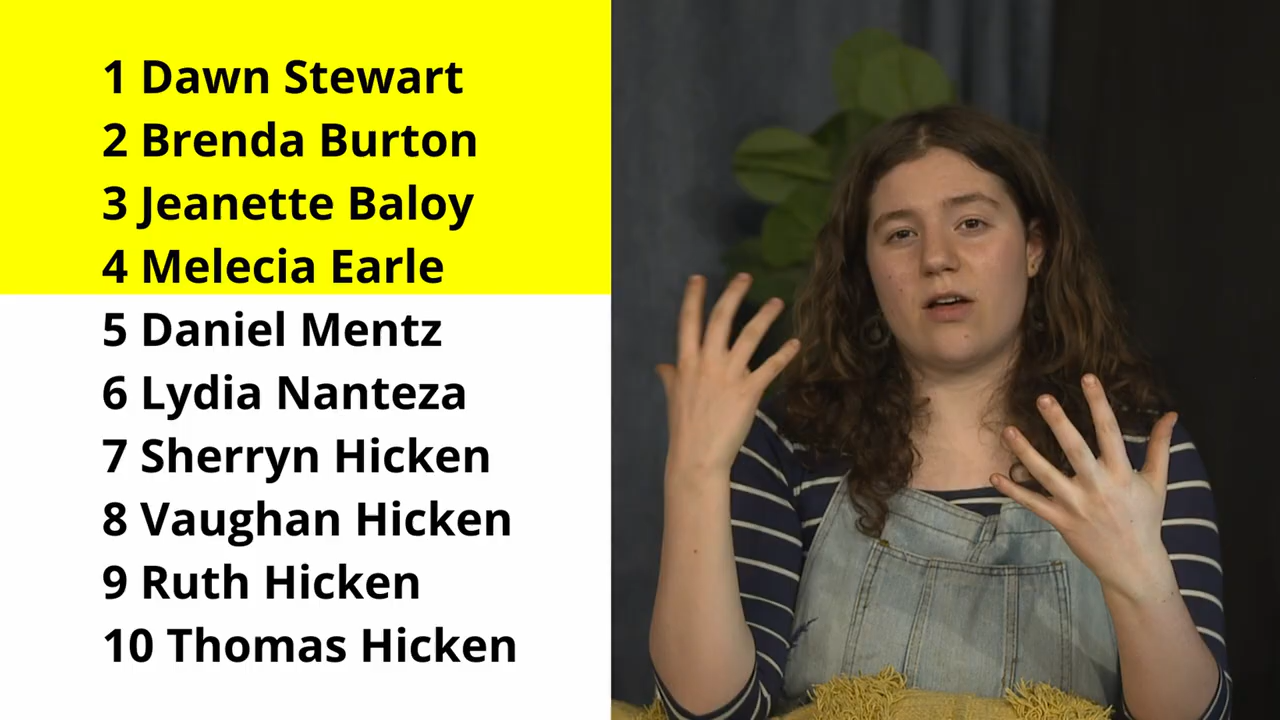 1 Dawn Stewart
2 Brenda Burton
3 Jeanette Baloy
4 Melecia Earle
5 Daniel Mentz
6 Lydia Nanteza
7 Sherryn Hicken
8 Vaughan Hicken
9 Ruth Hicken
10 Thomas Hicken